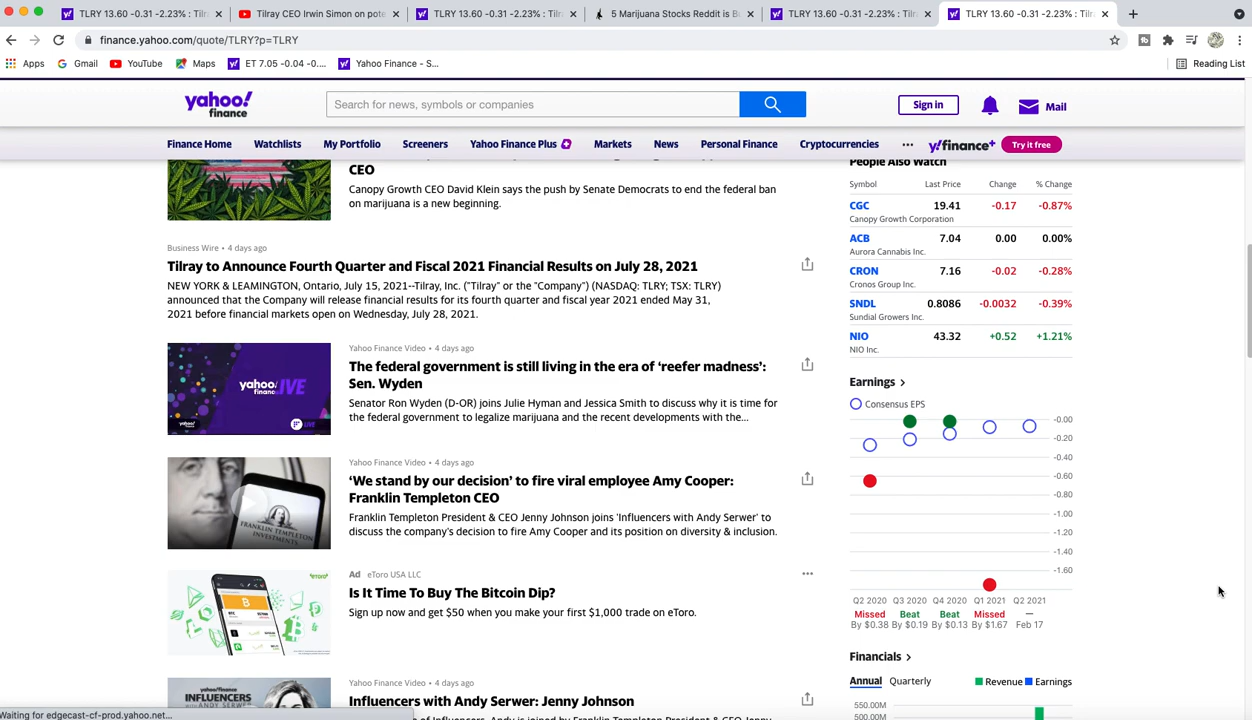 TLRY 13.60 -0.31 -2.23% : Tilr
Tilray CEO Irwin Simon on pote
TLRY 13.60 -0.31 -2.23% : Tilr
5 Marijuana Stocks Reddit is B
TLRY 13.60 -0.31 -2.23% : Tilr
TLRY 13.60 -0.31 -2.23% : Tilr
finance.yahoo.com/quote/TLRY?p=TLRY
Apps Gmail YouTube Maps ET 7.05 -0.04 -0.... Yahoo Finance - S... Reading List
yahoo!
finance
Search for news, symbols or companies
Sign in
Mail
Finance Home Watchlists My Portfolio Screeners Yahoo Finance Plus Markets News Personal Finance Cryptocurrencies ... y!finance+ Try it free
CEO
Canopy Growth CEO David Klein says the push by Senate Democrats to end the federal ban
on marijuana is a new beginning.
Business Wire • 4 days ago
Tilray to Announce Fourth Quarter and Fiscal 2021 Financial Results on July 28, 2021
NEW YORK & LEAMINGTON, Ontario, July 15, 2021--Tilray, Inc. ("Tilray" or the "Company") (NASDAQ: TLRY; TSX: TLRY)
announced that the Company will release financial results for its fourth quarter and fiscal year 2021 ended May 31,
2021 before financial markets open on Wednesday, July 28, 2021.
Yahoo Finance Video • 4 days ago
The federal government is still living in the era of ‘reefer madness’:
Sen. Wyden
Senator Ron Wyden (D-OR) joins Julie Hyman and Jessica Smith to discuss why it is time for
the federal government to legalize marijuana and the recent developments with the...
yahoo!
finance LIVE
Yahoo Finance Video • 4 days ago
‘We stand by our decision’ to fire viral employee Amy Cooper:
Franklin Templeton CEO
Franklin Templeton President & CEO Jenny Johnson joins 'Influencers with Andy Serwer' to
discuss the company's decision to fire Amy Cooper and its position on diversity & inclusion.
FRANKLIN TEMPLETON
INVESTMENTS
Ad eToro USA LLC
Is It Time To Buy The Bitcoin Dip?
Sign up now and get $50 when you make your first $1,000 trade on eToro.
Yahoo Finance Video • 4 days ago
Influencers with Andy Serwer: Jenny Johnson
yahoo!finance
INFLUENCERS
WITH ANDY SERWER
Waiting for edgecast-cf-prod.yahoo.net...
People Also Watch
Symbol Last Price Change % Change
CGC 19.41 -0.17 -0.87%
Canopy Growth Corporation
ACB 7.04 0.00 0.00%
Aurora Cannabis Inc.
CRON 7.16 -0.02 -0.28%
Cronos Group Inc.
SNDL 0.8086 -0.0032 -0.39%
Sundial Growers Inc.
NIO 43.32 +0.52 +1.21%
NIO Inc.
Earnings
Consensus EPS
-0.00
-0.20
-0.40
-0.60
-0.80
-1.00
-1.20
-1.40
-1.60
Q2 2020 Q3 2020 Q4 2020 Q1 2021 Q2 2021
Missed Beat Beat Missed —
By $0.38 By $0.19 By $0.13 By $1.67 Feb 17
Financials
Annual Quarterly Revenue Earnings
550.00M
500.00M